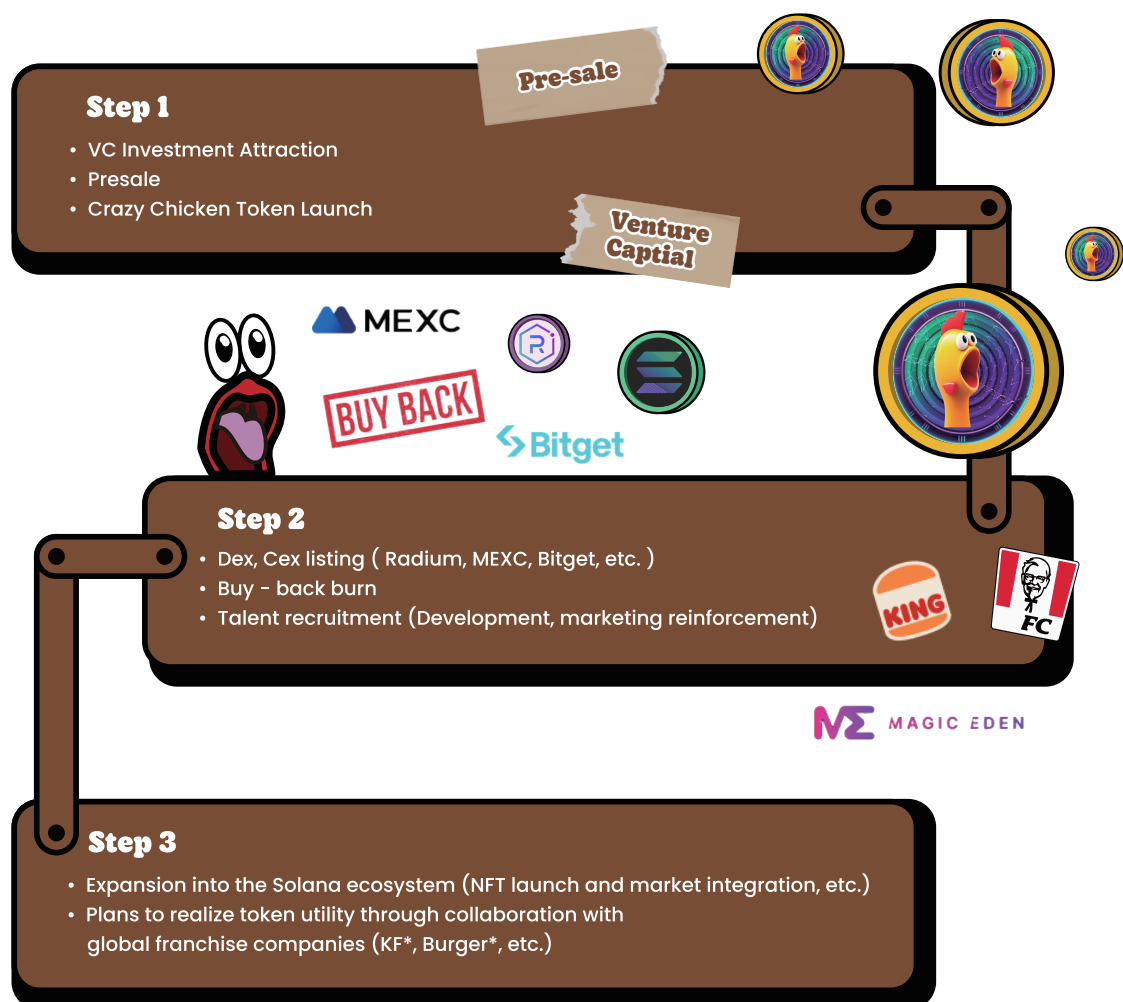 Pre-sale
Step 1
• VC Investment Attraction
• Presale
• Crazy Chicken Token Launch
Venture
Captial
MEXC
R
BUY BACK
Bitget
Step 2
• Dex, Cex listing ( Radium, MEXC, Bitget, etc. )
• Buy - back burn
• Talent recruitment (Development, marketing reinforcement)
KING
FC
ME MAGIC EDEN
Step 3
• Expansion into the Solana ecosystem (NFT launch and market integration, etc.)
• Plans to realize token utility through collaboration with
global franchise companies (KF*, Burger*, etc.)